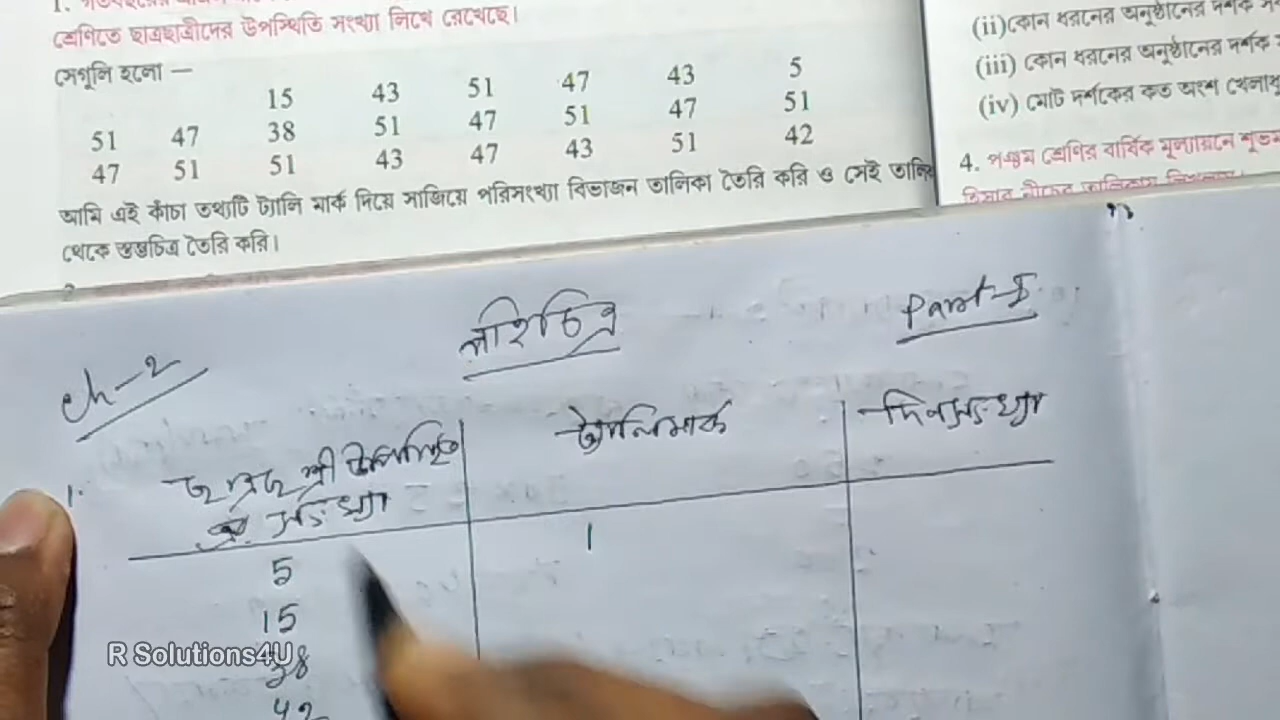 শ্রেণিতে ছাত্রছাত্রীদের উপস্থিতি সংখ্যা লিখে রেখেছে।
সেগুলি হলো —
15 43 51 47 43 5
51 47 38 51 47 51 47 51
47 51 51 43 47 43 51 42
আমি এই কাঁচা তথ্যটি ট্যালি মার্ক দিয়ে সাজিয়ে পরিসংখ্যা বিভাজন তালিকা তৈরি করি ও সেই
থেকে স্তম্ভচিত্র তৈরি করি।
(ii) কোন ধরনের অনুষ্ঠানের দর্শক
(iii) কোন ধরনের অনুষ্ঠানের দর্শক
(iv) মোট দর্শকের কত অংশ
4. পঞ্চম শ্রেণির বার্ষিক মূল্যায়নে
Ch-2
লেখচিত্র
Part-I
1.
সংখ্যা
ট্যালিমার্ক
দিনসংখ্যা
5
1
15
38
42
R Solutions4U